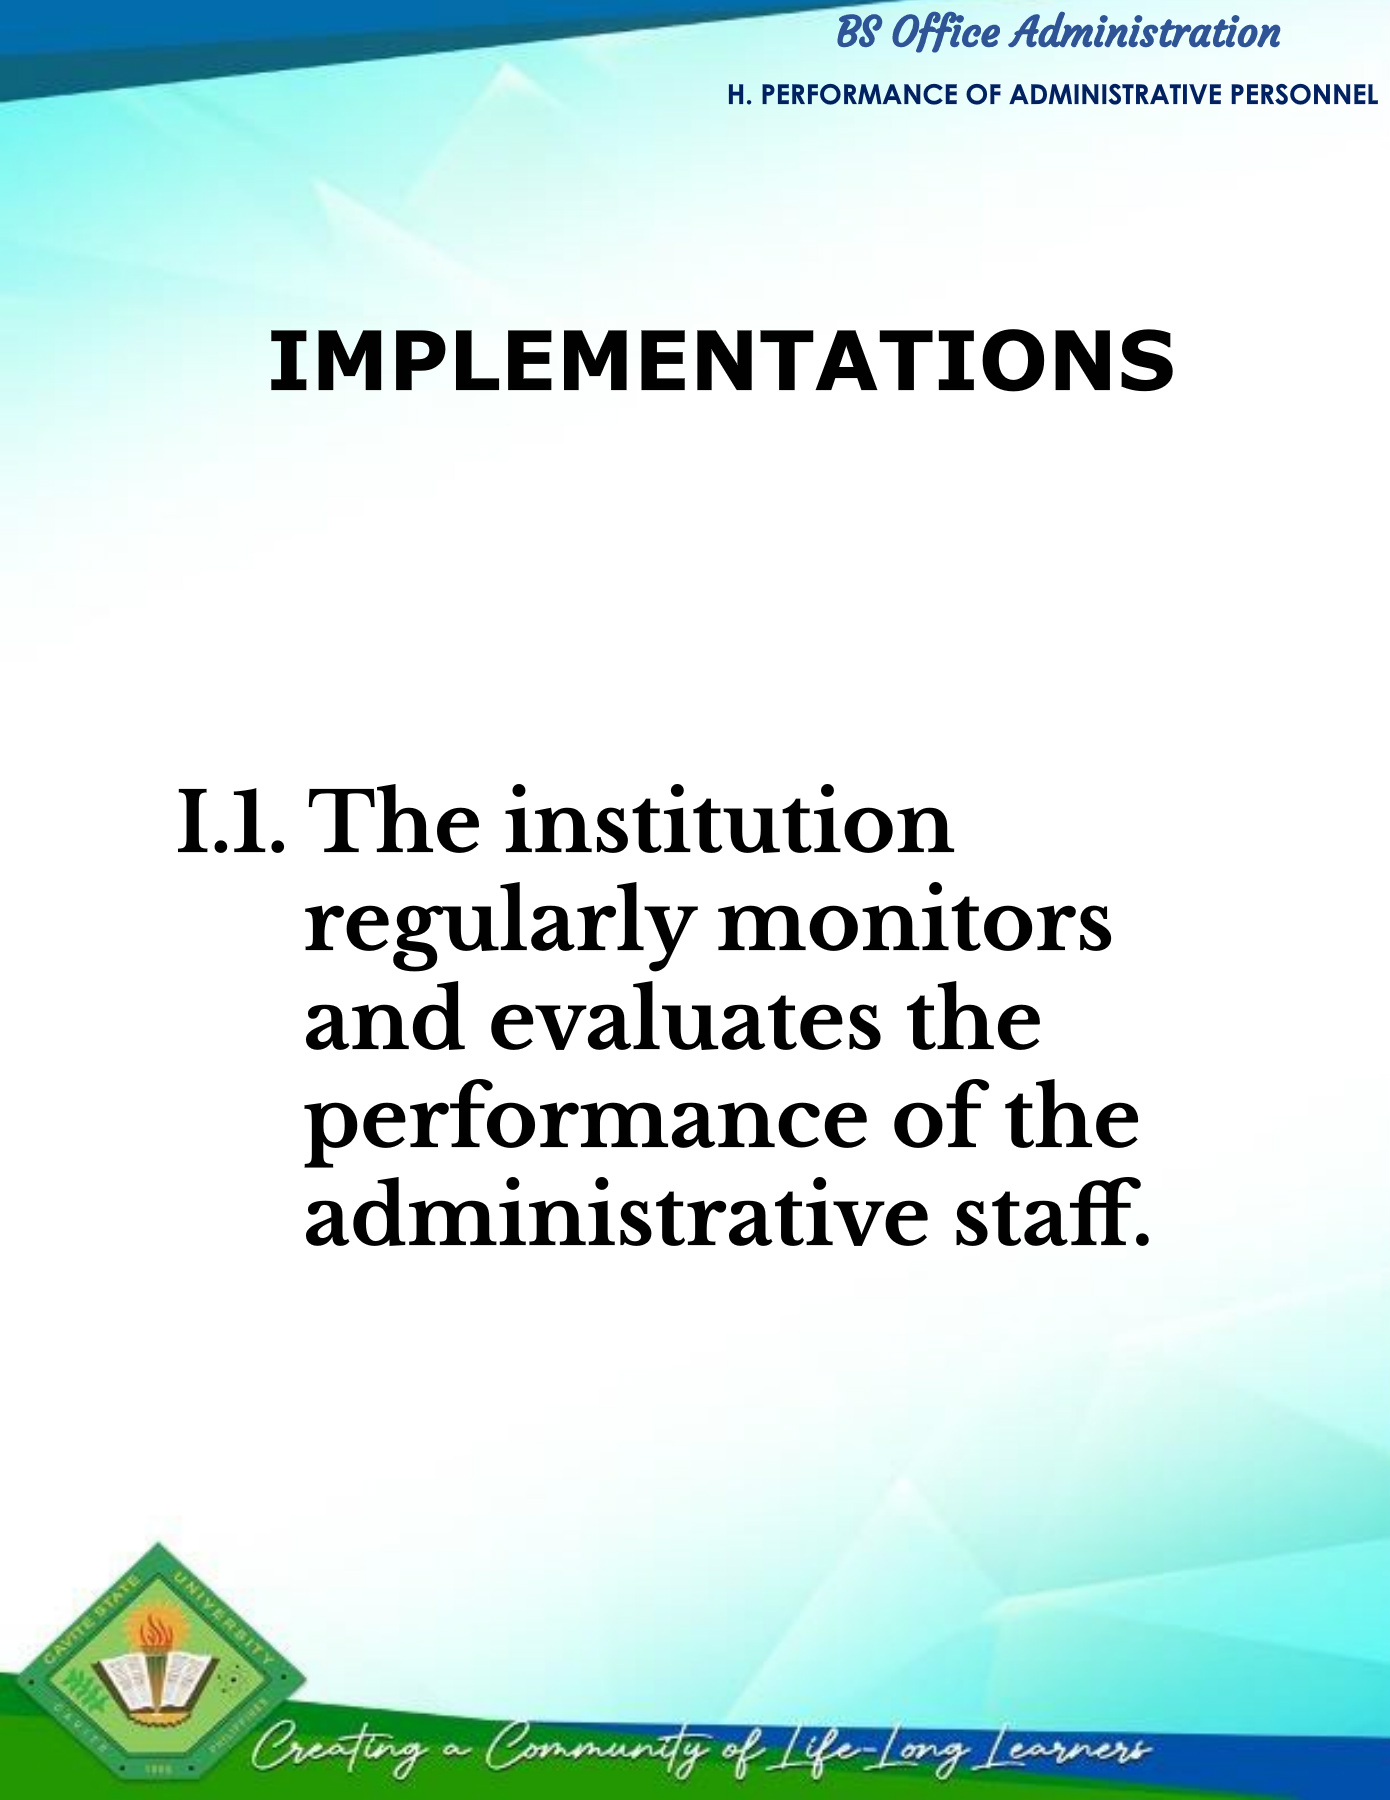 BS Office Administration
H. PERFORMANCE OF ADMINISTRATIVE PERSONNEL
IMPLEMENTATIONS
I.1. The institution
regularly monitors
and evaluates the
performance of the
administrative staff.
CAVITE STATE UNIVERSITY
CAVITE PHILIPPINES
1906
Creating a Community of Life-Long Learners